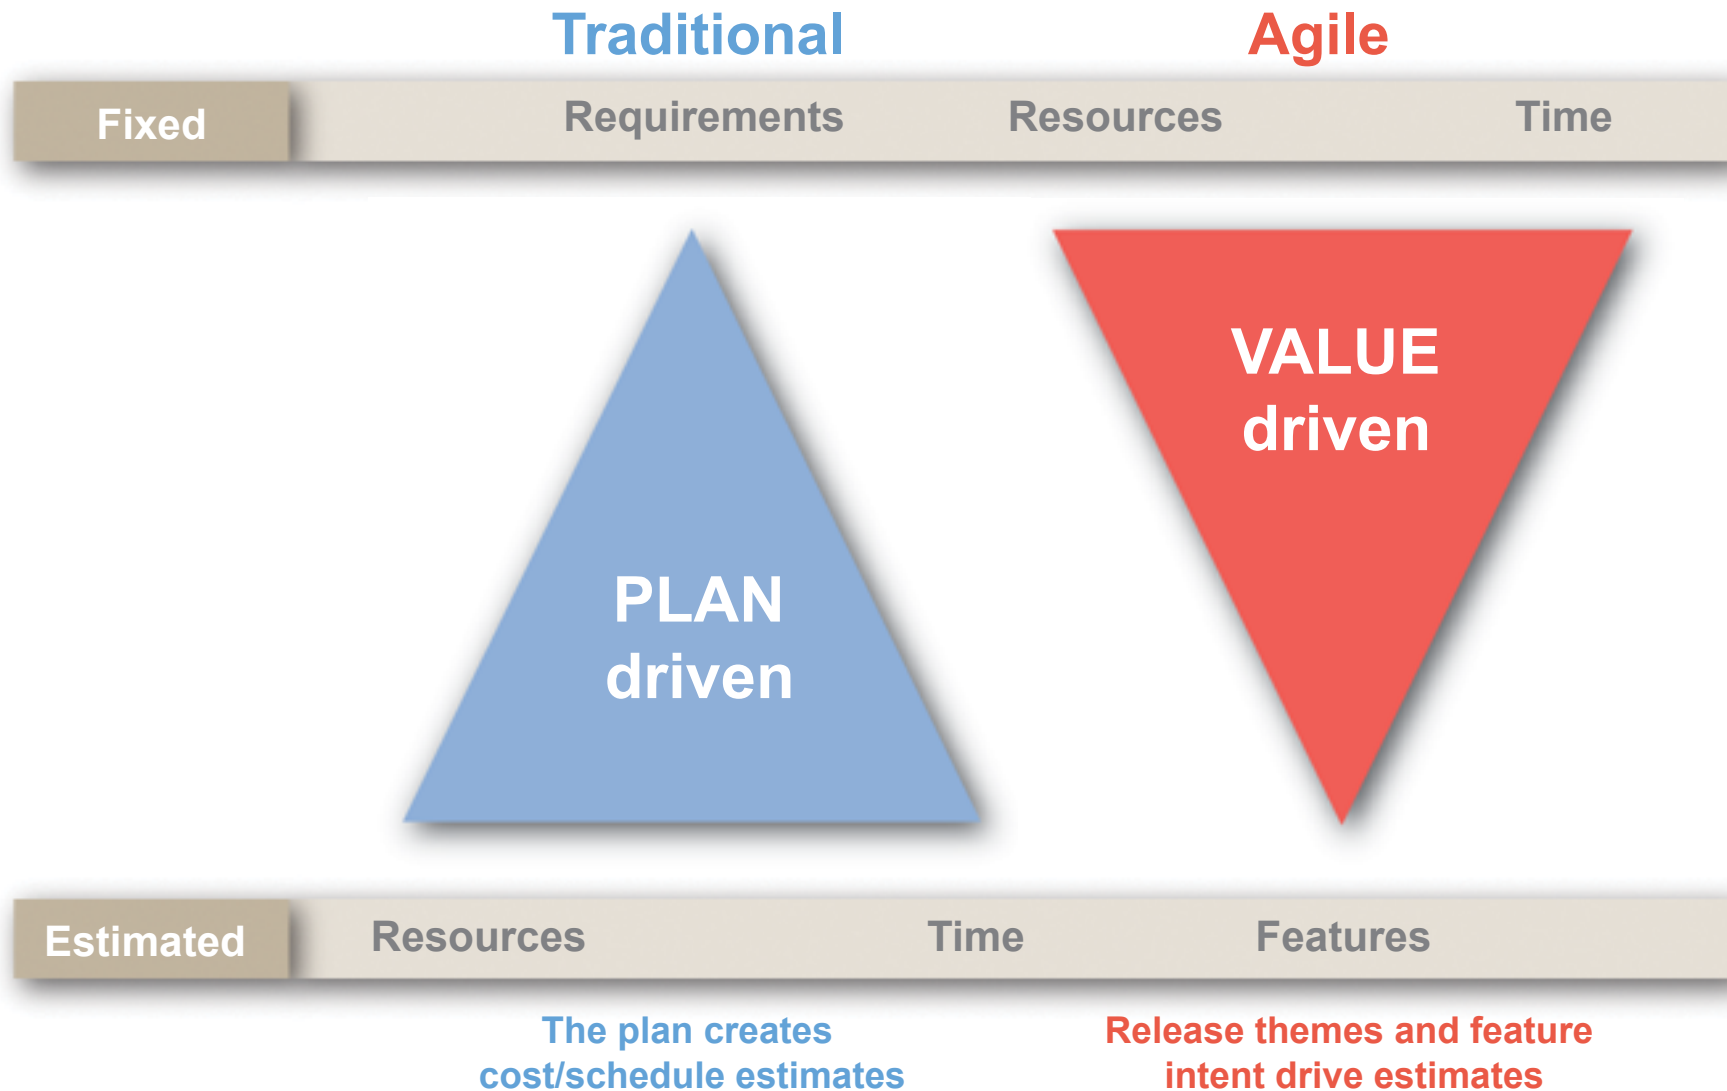 Traditional Agile
Fixed Requirements Resources Time
VALUE
driven
PLAN
driven
Estimated Resources Time Features
The plan creates
cost/schedule estimates
Release themes and feature
intent drive estimates